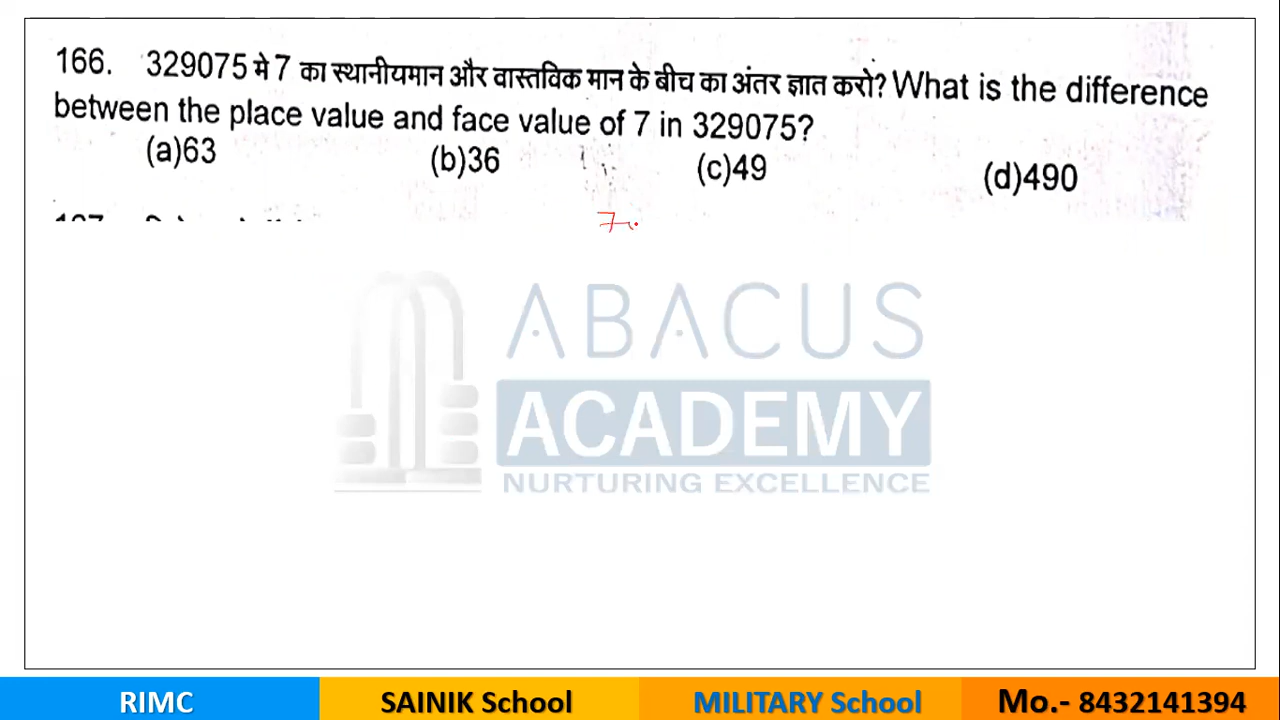 166. 329075 मे 7 का स्थानीयमान और वास्तविक मान के बीच का अंतर ज्ञात करो? What is the difference
between the place value and face value of 7 in 329075?
(a)63 (b)36 (c)49 (d)490
7
ABACUS
ACADEMY
NURTURING EXCELLENCE
RIMC SAINIK School MILITARY School Mo.- 8432141394